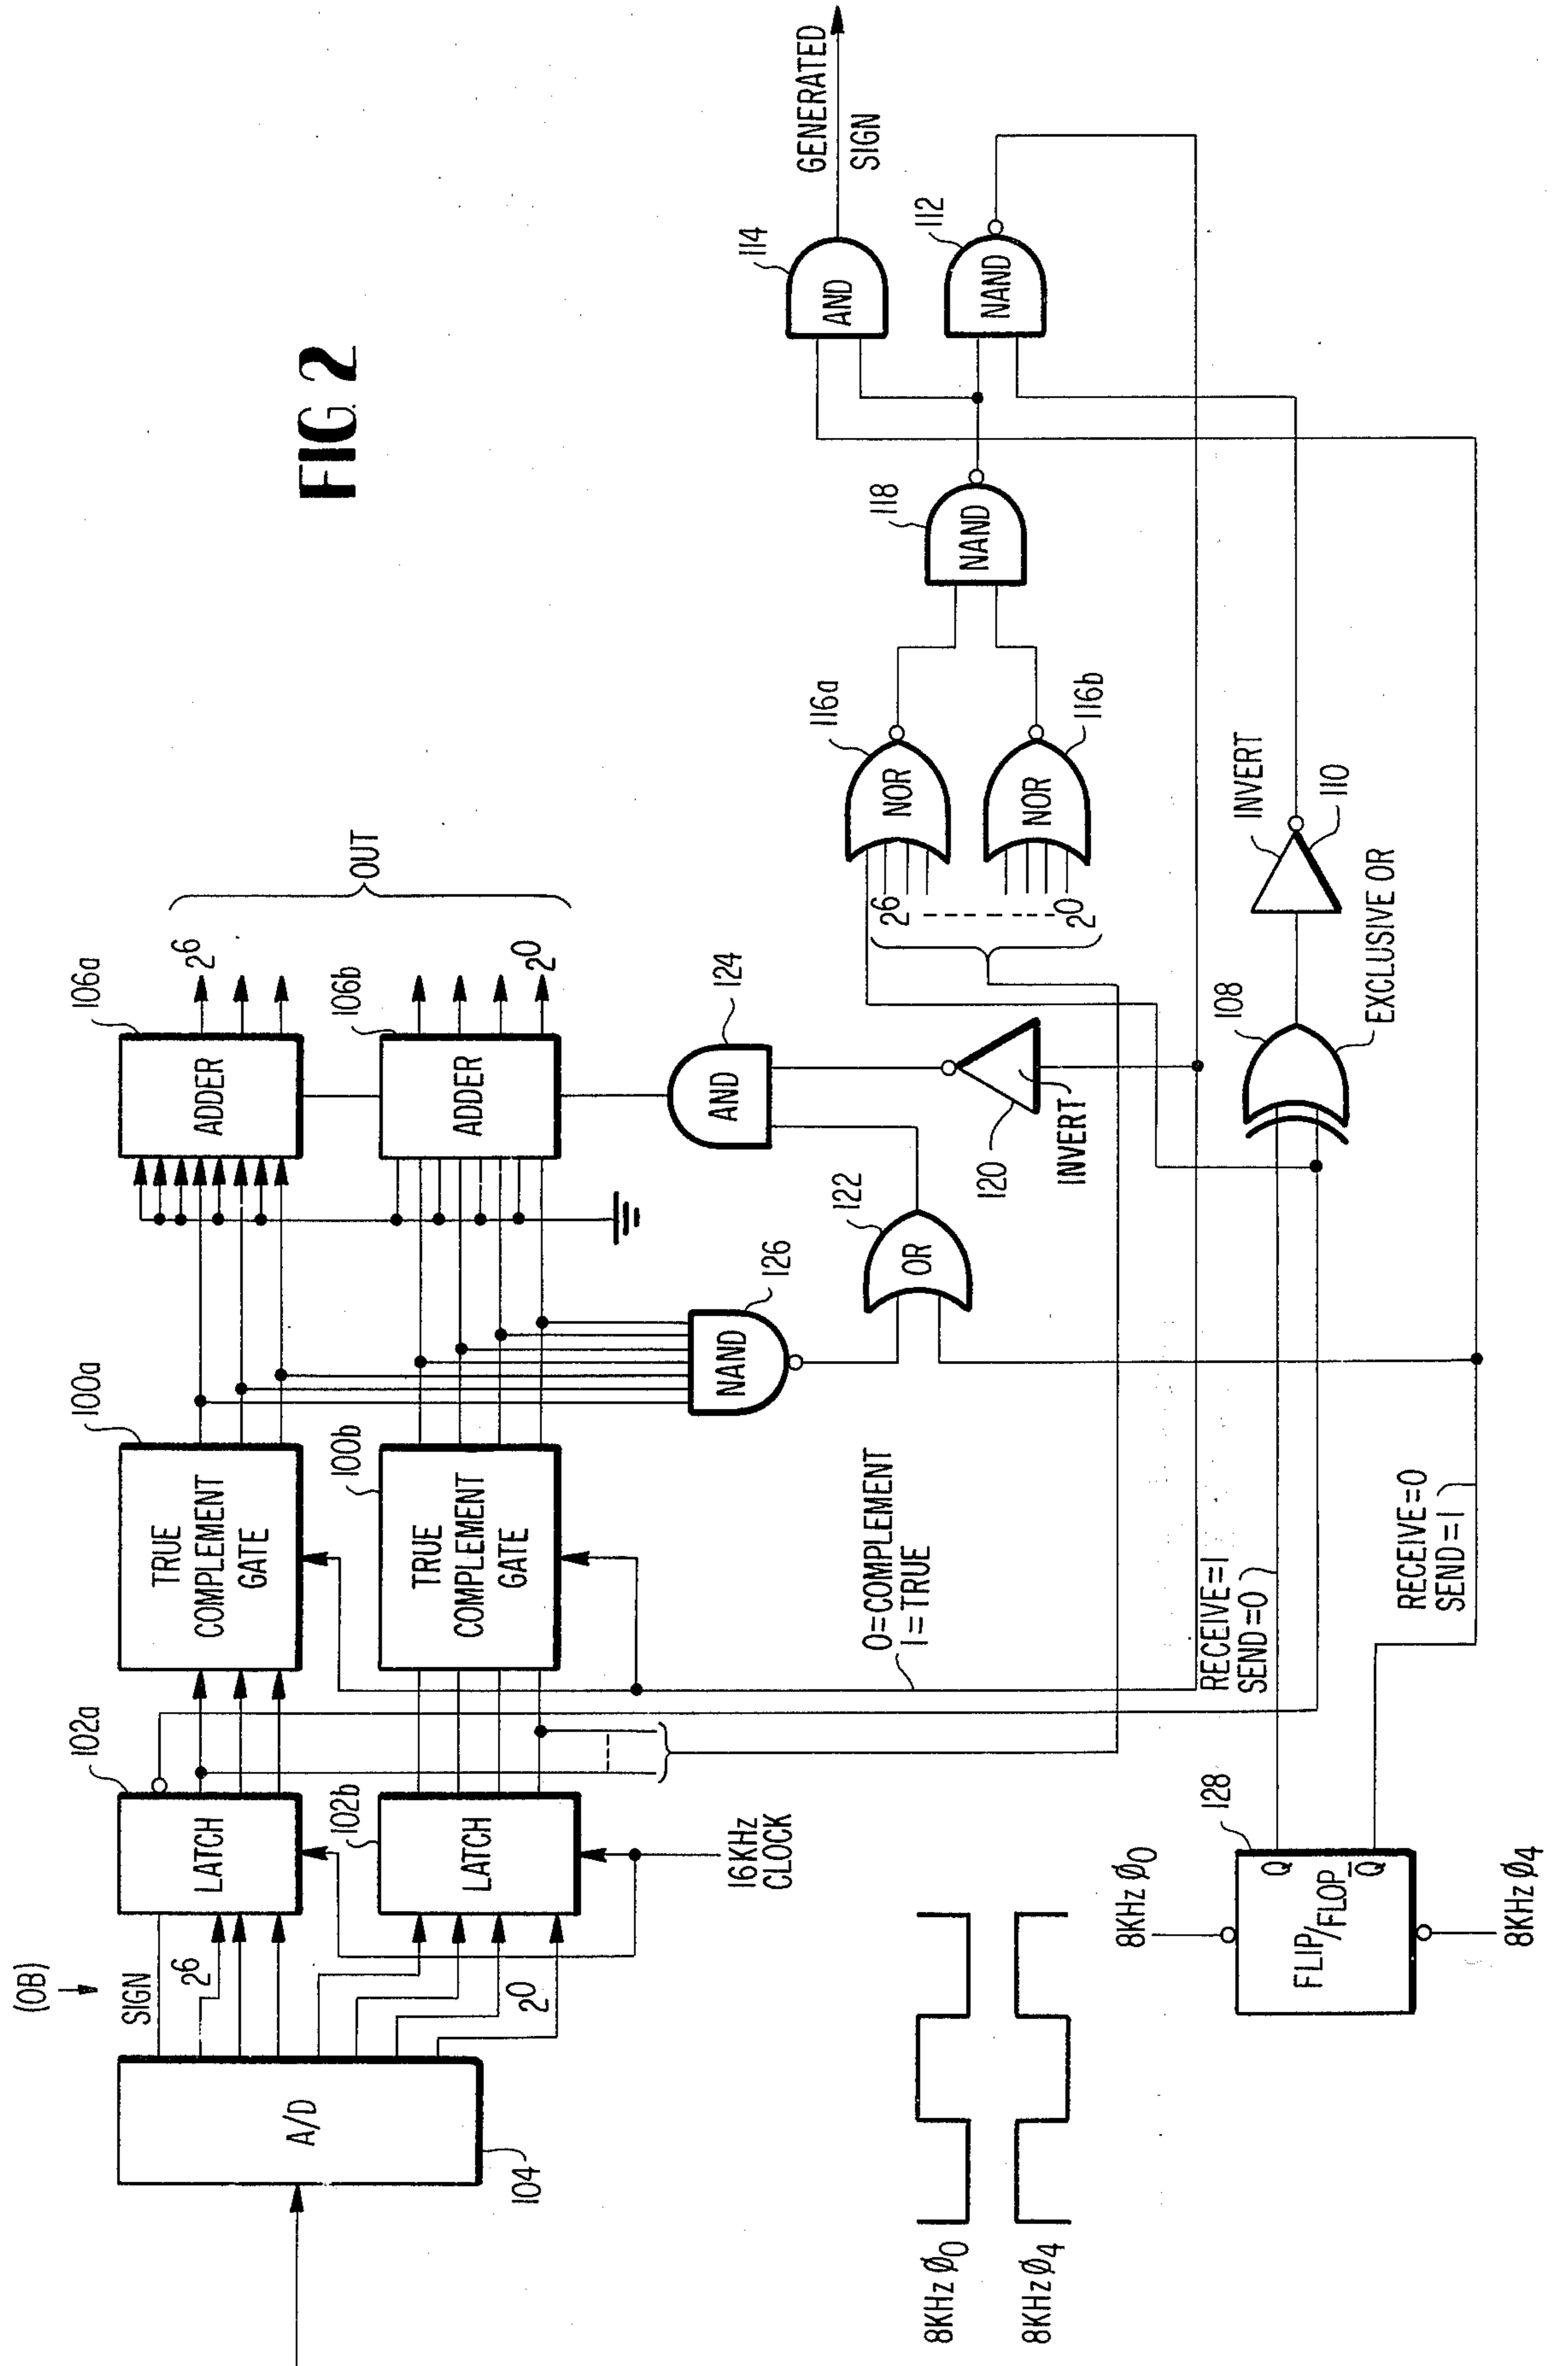 FIG 2
(OB)
SIGN
2^6
2^0
A/D
104
102a
LATCH
102b
LATCH
16KHz
CLOCK
100a
TRUE
COMPLEMENT
GATE
100b
TRUE
COMPLEMENT
GATE
0=COMPLEMENT
1=TRUE
126
NAND
106a
ADDER
2^6
106b
ADDER
2^0
OUT
124
AND
122
OR
120
INVERT
116a
NOR
2^6
2^0
116b
NOR
118
NAND
114
AND
GENERATED
SIGN
112
NAND
INVERT
110
108
EXCLUSIVE OR
RECEIVE=1
SEND=0
RECEIVE=0
SEND=1
128
8KHz Ø0
Q
FLIP/FLOP
Q̅
8KHz Ø4
8KHz Ø0
8KHz Ø4